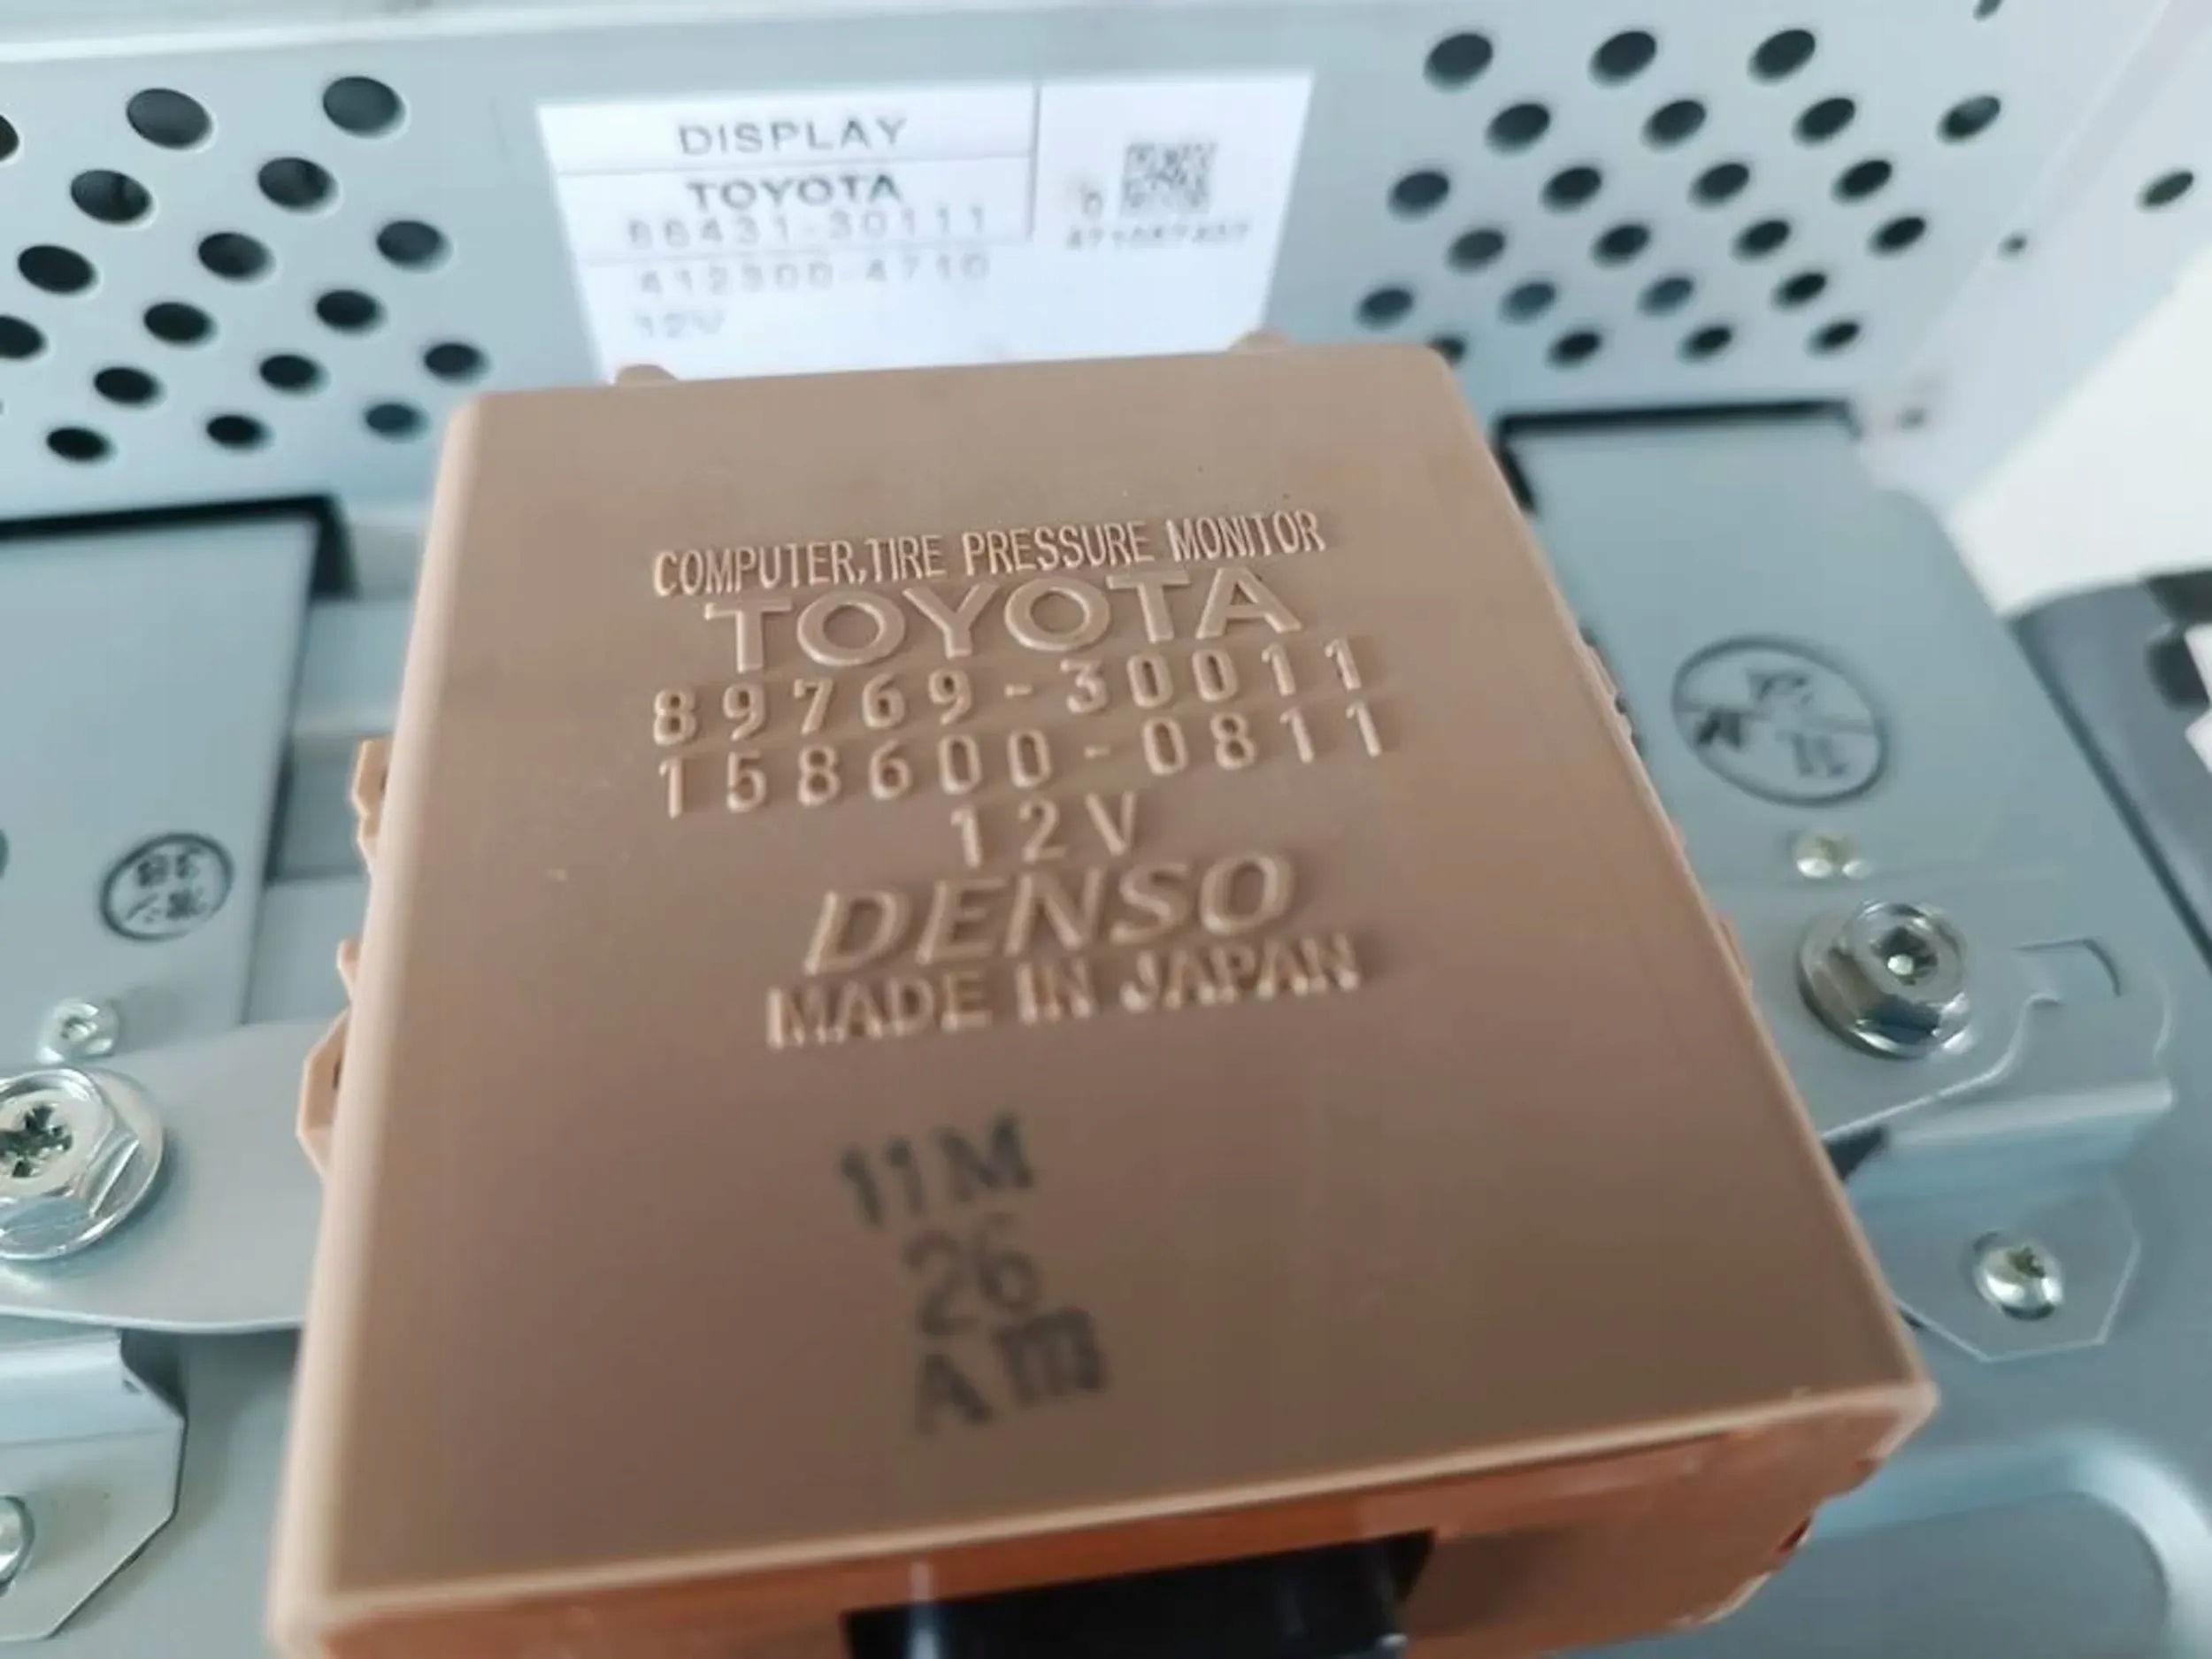 DISPLAY
TOYOTA
86431-30111
412300-4710
12V
COMPUTER,TIRE PRESSURE MONITOR
TOYOTA
89769-30011
158600-0811
12V
DENSO
MADE IN JAPAN
11M
26
A